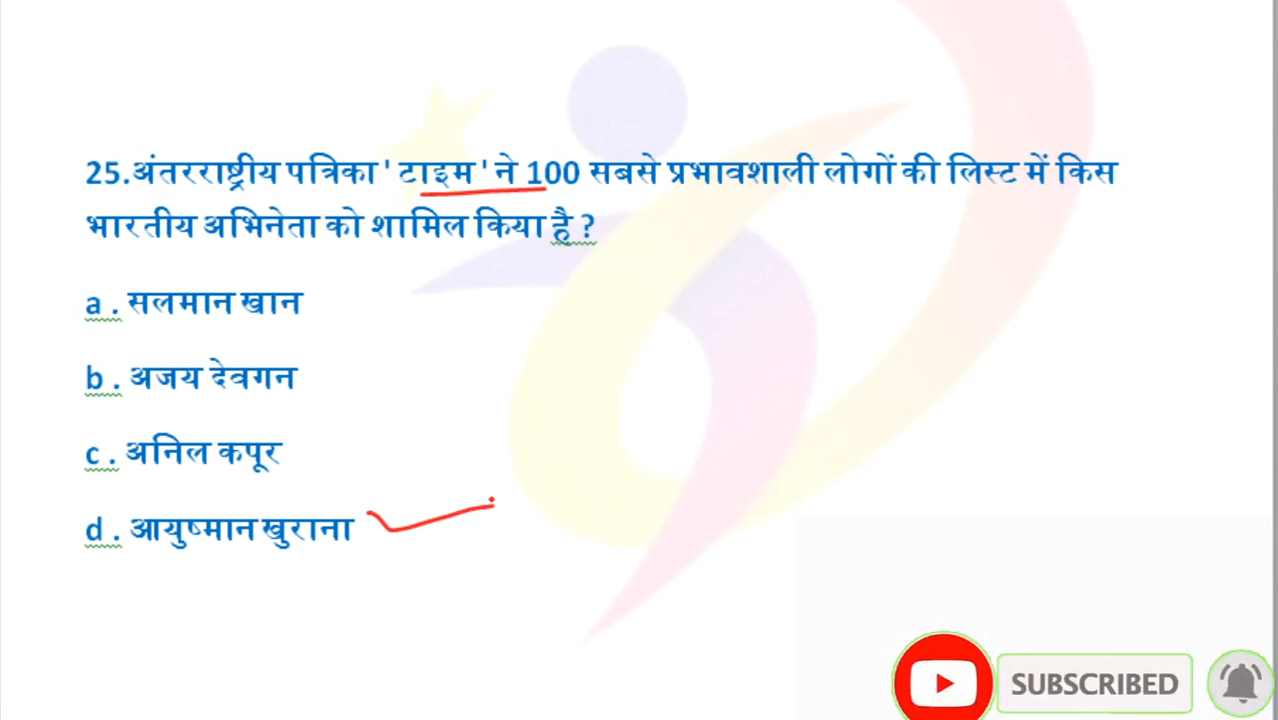 25.अंतरराष्ट्रीय पत्रिका ' टाइम ' ने 100 सबसे प्रभावशाली लोगों की लिस्ट में किस
भारतीय अभिनेता को शामिल किया है ?
a . सलमान खान
b . अजय देवगन
c . अनिल कपूर
d . आयुष्मान खुराना
SUBSCRIBED